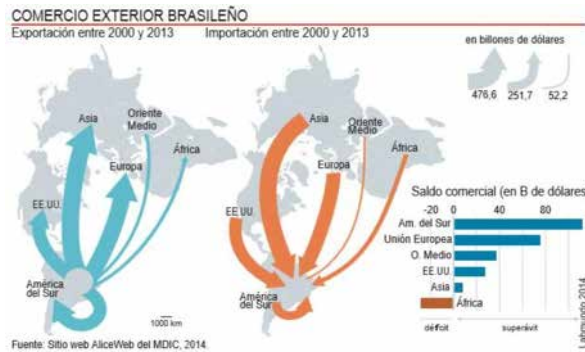 COMERCIO EXTERIOR BRASILEÑO
Exportación entre 2000 y 2013
Importación entre 2000 y 2013
en billones de dólares
476,6
251,7
52,2
Asia
Oriente
Medio
África
Europa
EE.UU.
América
del Sur
1000 km
Asia
Oriente
Medio
África
Europa
EE.UU.
América
del Sur
Saldo comercial (en B de dólares
-20
0
40
80
Am. del Sur
Unión Europea
O. Medio
EE.UU.
Asia
África
déficit
superávit
Labmundo 2014
Fuente: Sitio web AliceWeb del MDIC, 2014.